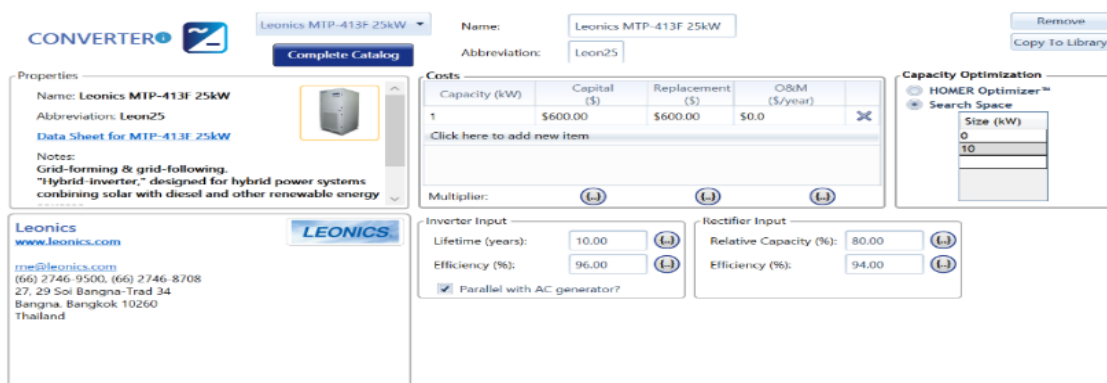 CONVERTER
Leonics MTP-413F 25kW
Complete Catalog
Name:
Leonics MTP-413F 25kW
Abbreviation:
Leon25
Remove
Copy To Library
Properties
Name: Leonics MTP-413F 25kW
Abbreviation: Leon25
Data Sheet for MTP-413F 25kW
Notes:
Grid-forming & grid-following.
"Hybrid-inverter," designed for hybrid power systems
conbining solar with diesel and other renewable energy
Costs
Capacity (kW) Capital ($) Replacement ($) O&M ($/year)
1 $600.00 $600.00 $0.0
Click here to add new item
Multiplier: (..) (..) (..)
Capacity Optimization
HOMER Optimizer™
Search Space
Size (kW)
0
10
Leonics
www.leonics.com
LEONICS
rne@leonics.com
(66) 2746-9500, (66) 2746-8708
27, 29 Soi Bangna-Trad 34
Bangna, Bangkok 10260
Thailand
Inverter Input
Lifetime (years): 10.00 (..)
Efficiency (%): 96.00 (..)
Parallel with AC generator?
Rectifier Input
Relative Capacity (%): 80.00 (..)
Efficiency (%): 94.00 (..)